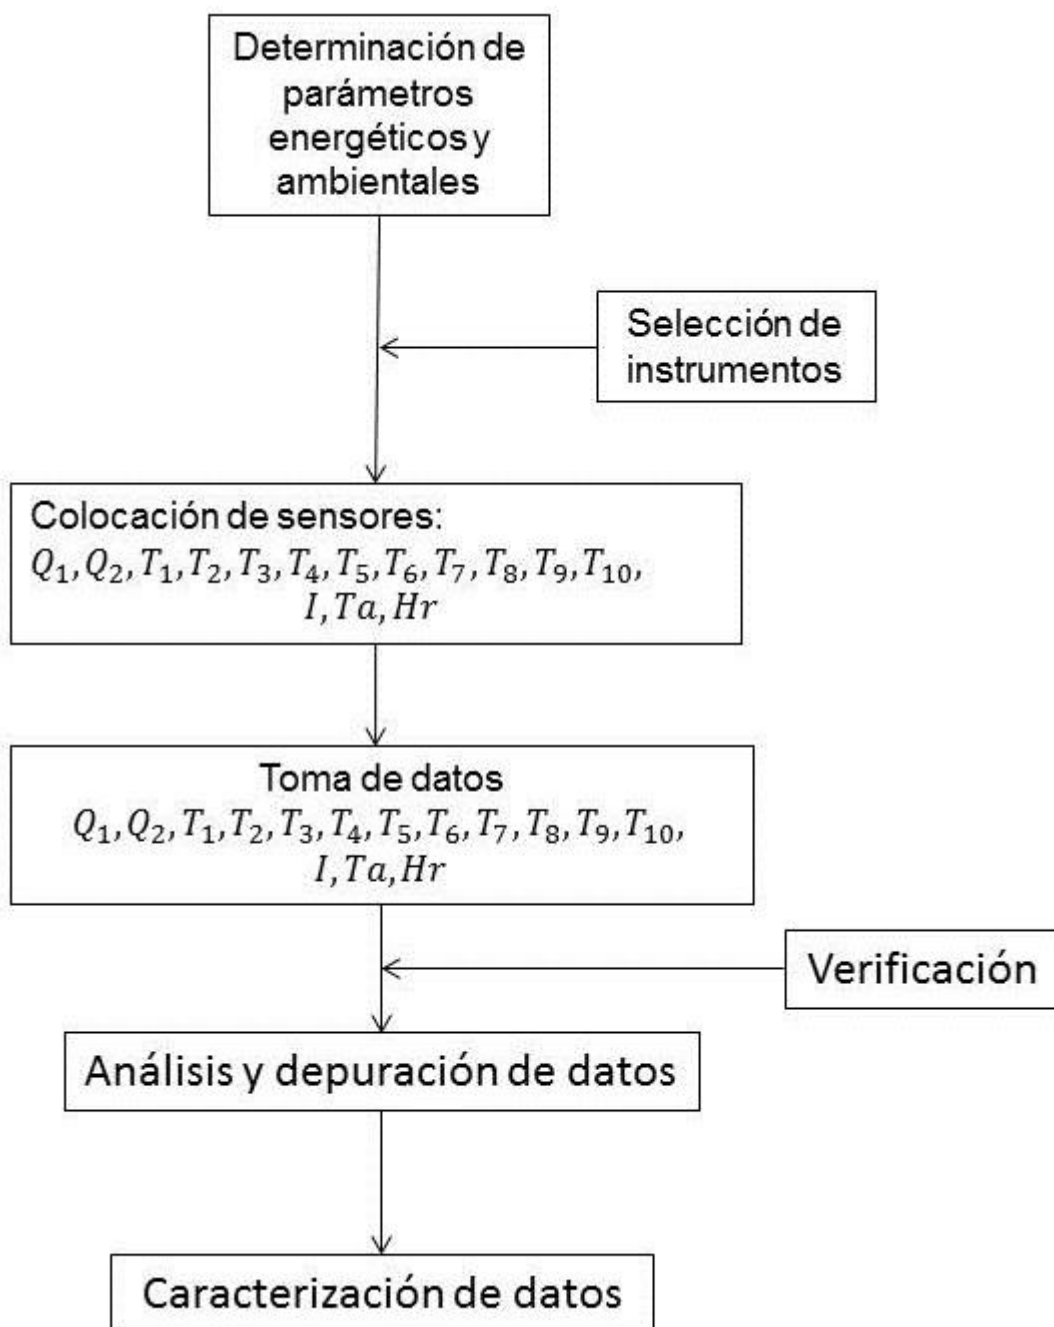 Determinación de
parámetros
energéticos y
ambientales
Selección de
instrumentos
Colocación de sensores:
Q₁, Q₂, T₁, T₂, T₃, T₄, T₅, T₆, T₇, T₈, T₉, T₁₀,
I, Ta, Hr
Toma de datos
Q₁, Q₂, T₁, T₂, T₃, T₄, T₅, T₆, T₇, T₈, T₉, T₁₀,
I, Ta, Hr
Verificación
Análisis y depuración de datos
Caracterización de datos